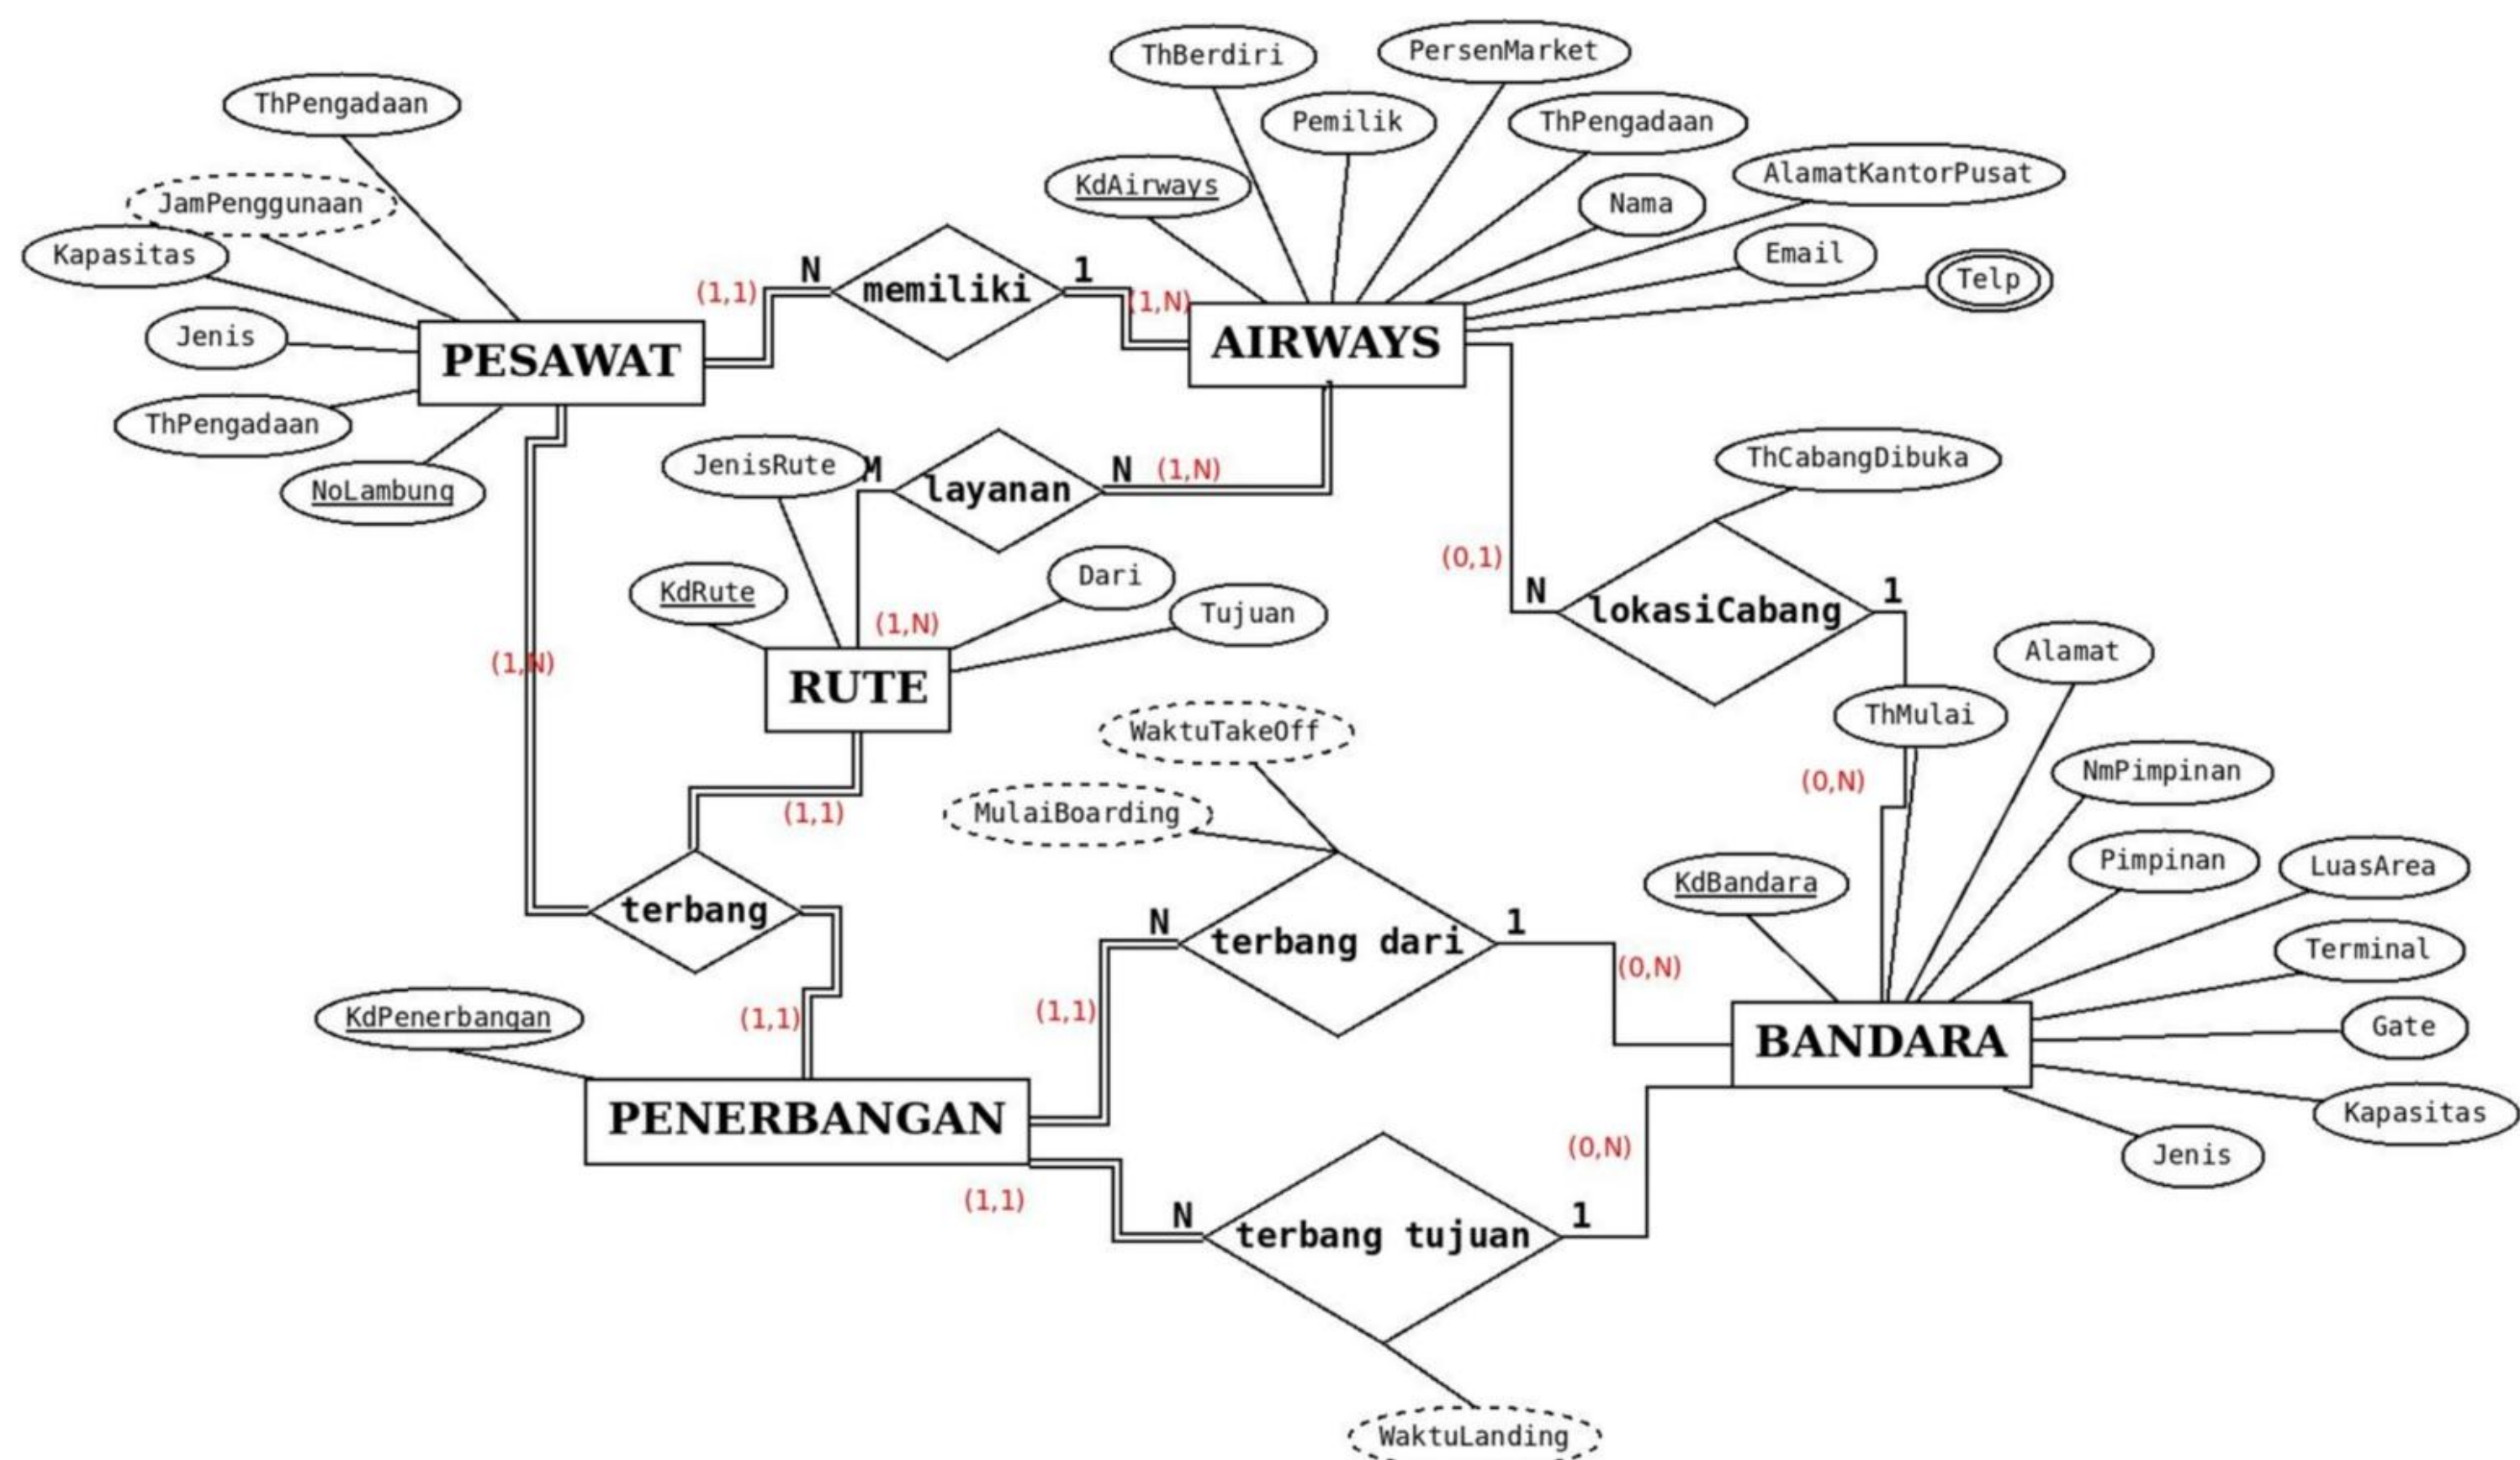 ThBerdiri
PersenMarket
ThPengadaan
Pemilik
ThPengadaan
KdAirways
AlamatKantorPusat
JamPenggunaan
Nama
Kapasitas
Email
Telp
N
memiliki
1
(1,1)
(1,N)
Jenis
PESAWAT
AIRWAYS
ThPengadaan
NoLambung
JenisRute
M
layanan
N
(1,N)
ThCabangDibuka
(0,1)
KdRute
Dari
Tujuan
(1,N)
N
lokasiCabang
1
(1,N)
RUTE
Alamat
WaktuTakeOff
ThMulai
MulaiBoarding
(1,1)
(0,N)
NmPimpinan
Pimpinan
LuasArea
KdBandara
terbang
N
terbang dari
1
(0,N)
Terminal
KdPenerbangan
(1,1)
(1,1)
BANDARA
Gate
PENERBANGAN
Kapasitas
(0,N)
Jenis
(1,1)
N
terbang tujuan
1
WaktuLanding